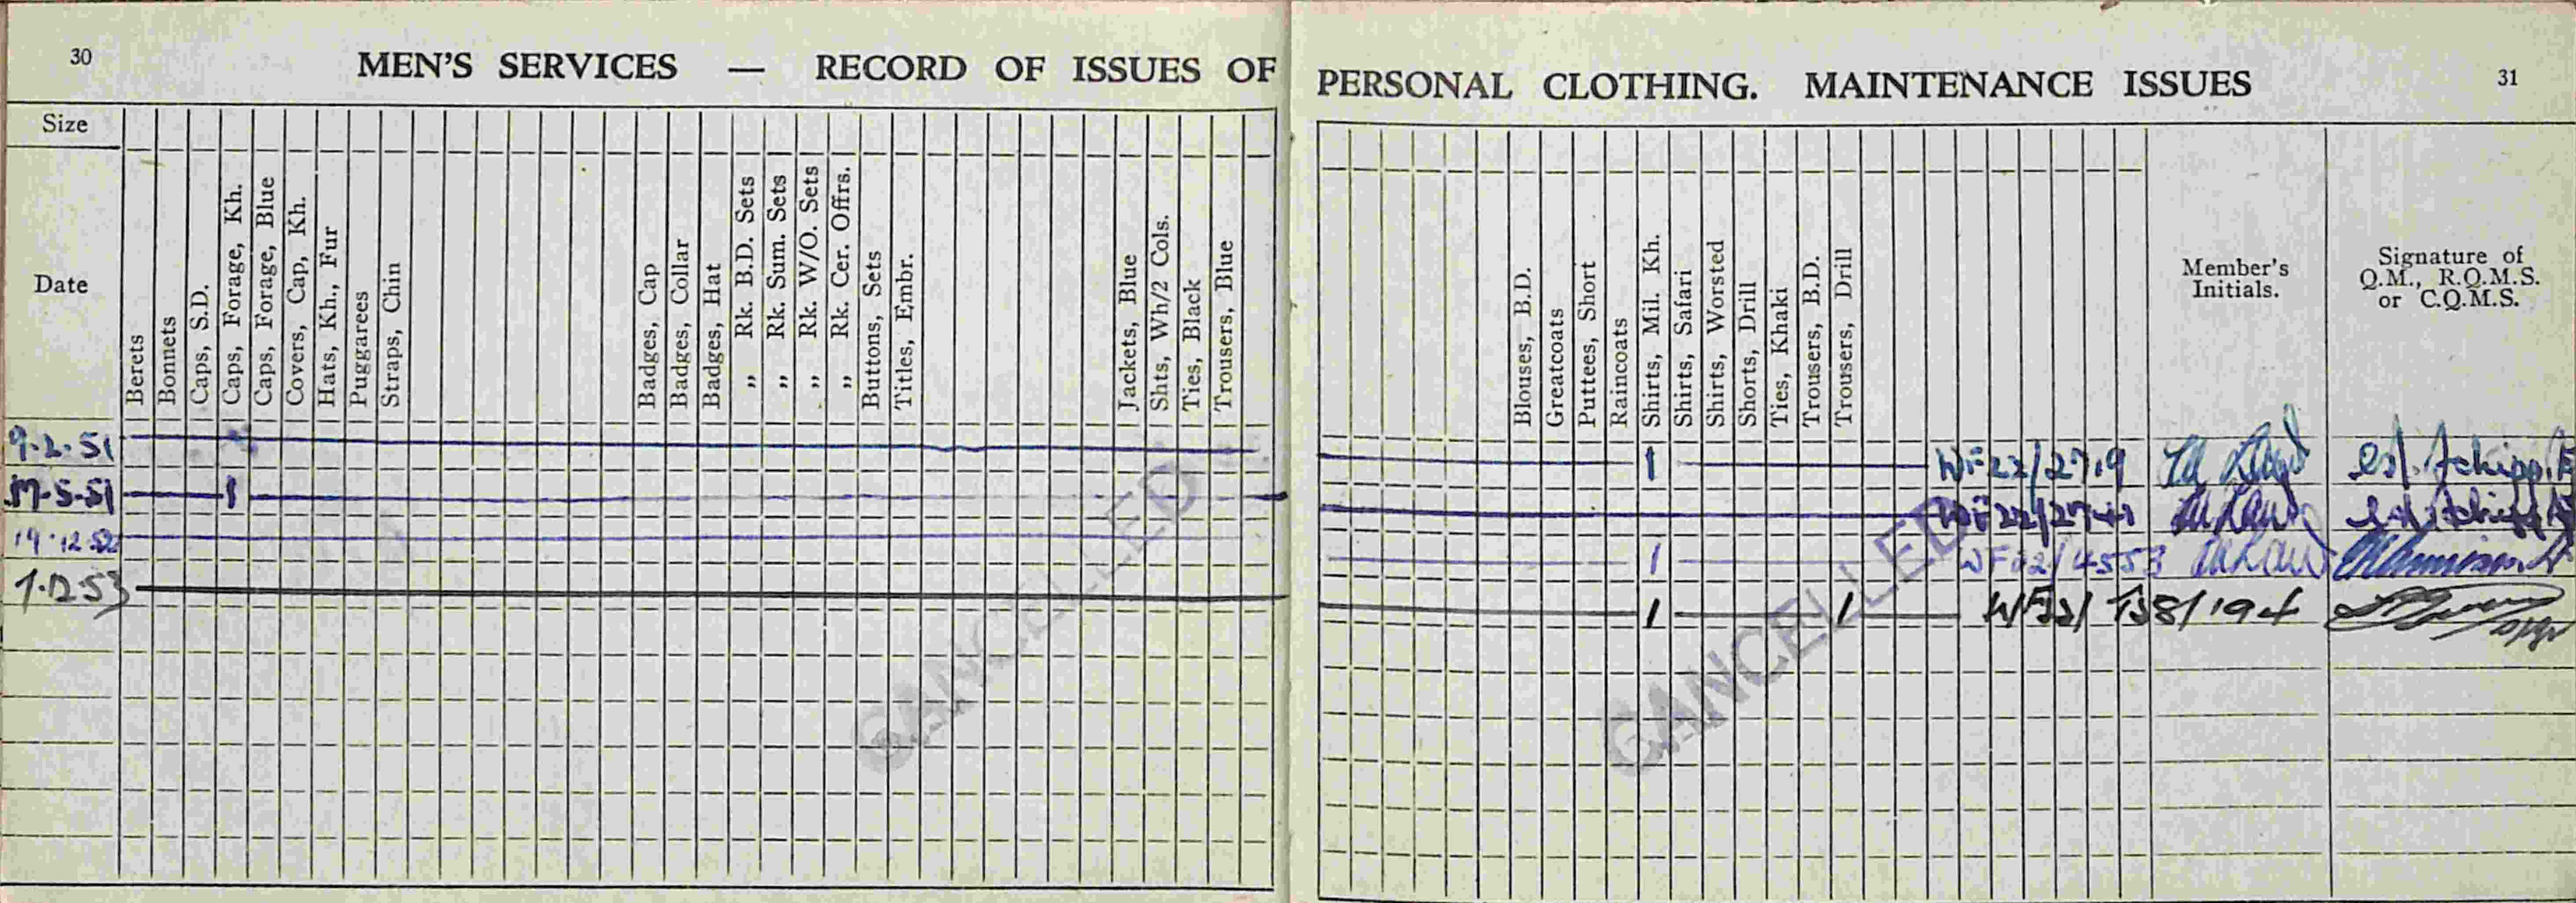 30
MEN'S SERVICES — RECORD OF ISSUES OF
PERSONAL CLOTHING. MAINTENANCE ISSUES
31
Size
Date
Berets
Bonnets
Caps, S.D.
Caps, Forage, Kh.
Caps, Forage, Blue
Covers, Cap, Kh.
Hats, Kh., Fur
Puggarees
Straps, Chin
Badges, Cap
Badges, Collar
Badges, Hat
„ Rk. B.D. Sets
„ Rk. Sum. Sets
„ Rk. W/O. Sets
„ Rk. Cer. Offrs.
Buttons, Sets
Titles, Embr.
Jackets, Blue
Shts, Wh/2 Cols.
Ties, Black
Trousers, Blue
Blouses, B.D.
Greatcoats
Puttees, Short
Raincoats
Shirts, Mil. Kh.
Shirts, Safari
Shirts, Worsted
Shorts, Drill
Ties, Khaki
Trousers, B.D.
Trousers, Drill
Member's
Initials.
Signature of
Q.M., R.Q.M.S.
or C.Q.M.S.
9.2.51 1 WF22/2719
17-5-51 1
19.12.52 1 WF22/4553
7.12.53 1 1
CANCELLED
CANCELLED